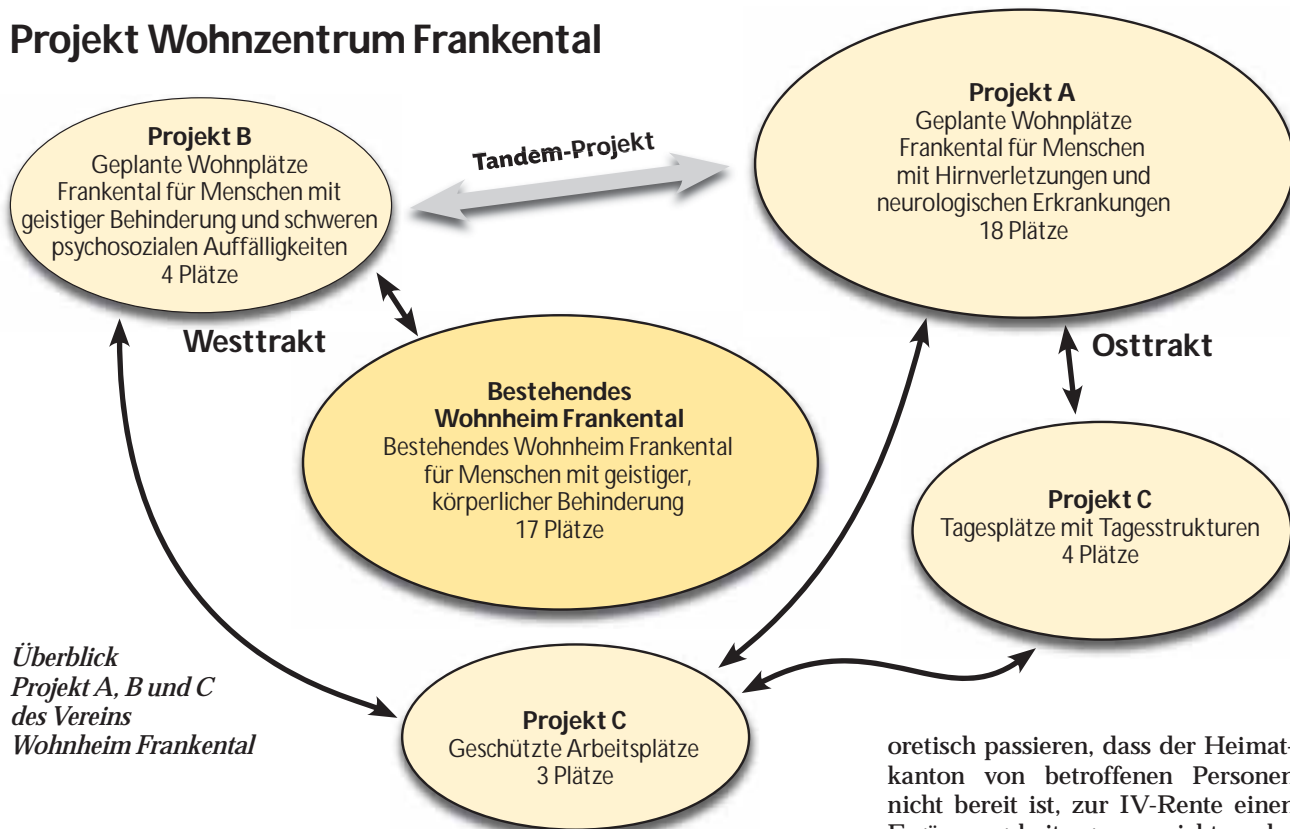 Projekt Wohnzentrum Frankental
Projekt B
Geplante Wohnplätze
Frankental für Menschen mit
geistiger Behinderung und schweren
psychosozialen Auffälligkeiten
4 Plätze
Tandem-Projekt
Projekt A
Geplante Wohnplätze
Frankental für Menschen
mit Hirnverletzungen und
neurologischen Erkrankungen
18 Plätze
Westtrakt
Osttrakt
Bestehendes
Wohnheim Frankental
Bestehendes Wohnheim Frankental
für Menschen mit geistiger,
körperlicher Behinderung
17 Plätze
Projekt C
Tagesplätze mit Tagesstrukturen
4 Plätze
Überblick
Projekt A, B und C
des Vereins
Wohnheim Frankental
Projekt C
Geschützte Arbeitsplätze
3 Plätze
oretisch passieren, dass der Heimat-
kanton von betroffenen Personen
nicht bereit ist, zur IV-Rente einen